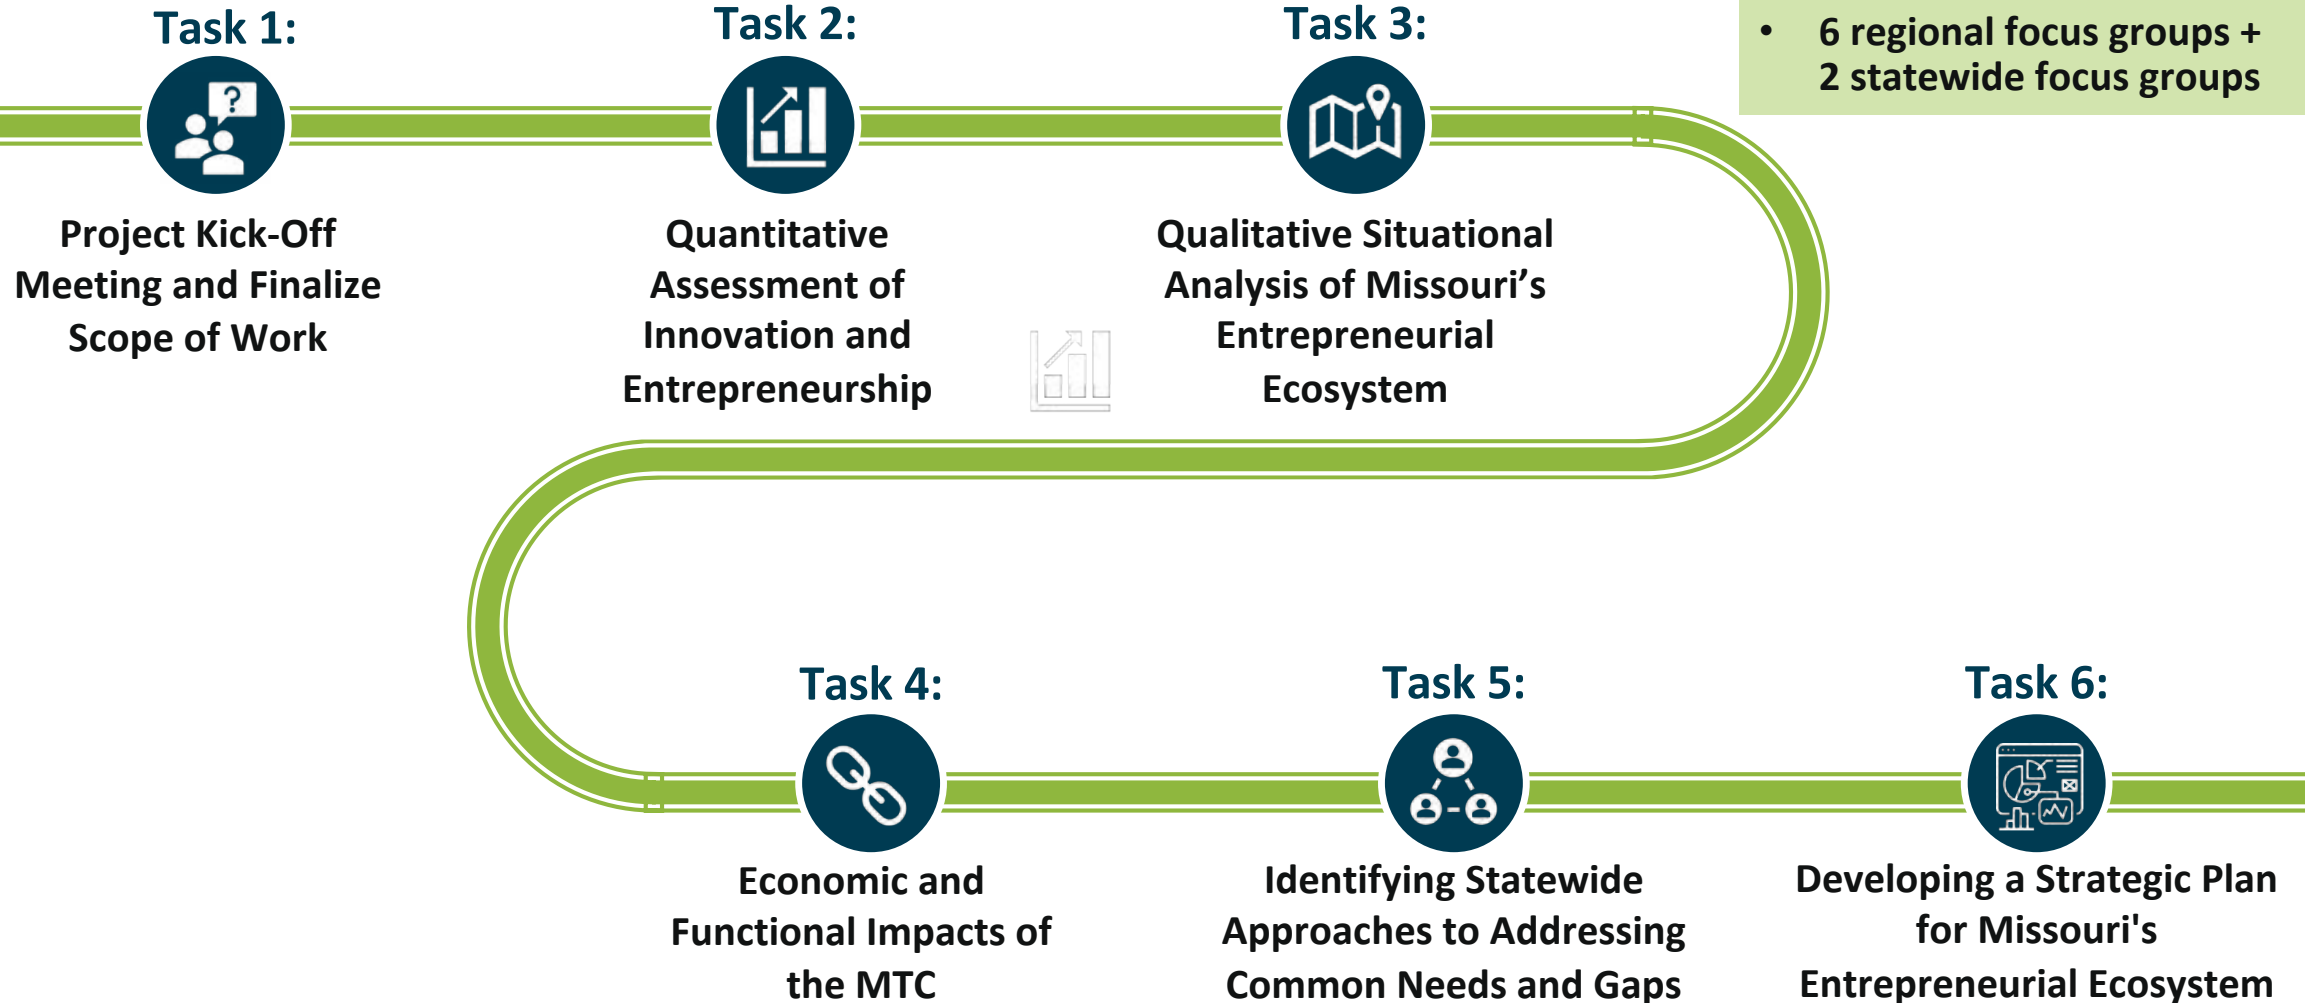 Task 1:
Project Kick-Off
Meeting and Finalize
Scope of Work
Task 2:
Quantitative
Assessment of
Innovation and
Entrepreneurship
Task 3:
?
Qualitative Situational
Analysis of Missouri’s
Entrepreneurial
Ecosystem
• 6 regional focus groups +
2 statewide focus groups
Task 4:
Economic and
Functional Impacts of
the MTC
Task 5:
Identifying Statewide
Approaches to Addressing
Common Needs and Gaps
Task 6:
Developing a Strategic Plan
for Missouri's
Entrepreneurial Ecosystem